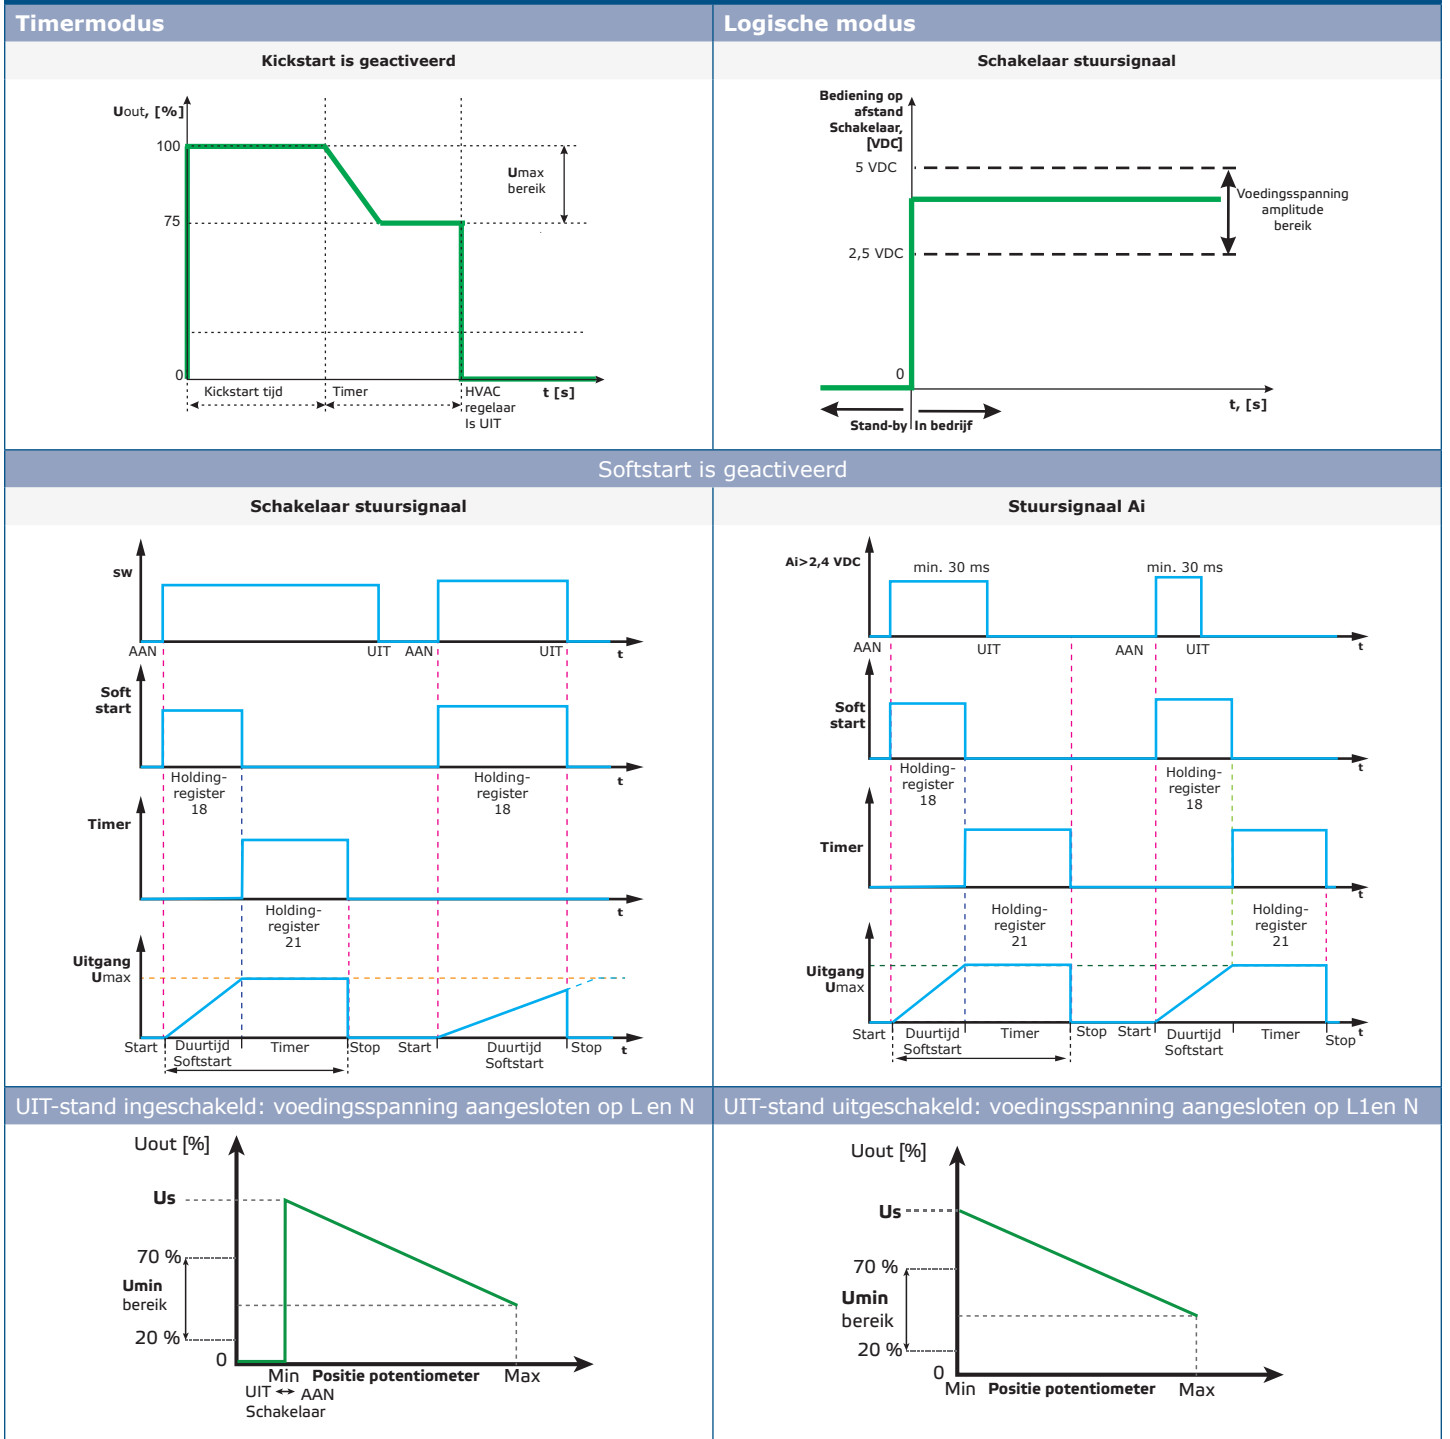 Timermodus
Kickstart is geactiveerd
Uout, [%]
100
75
0
Umax
bereik
Kickstart tijd
Timer
HVAC
regelaar
Is UIT
t [s]
Logische modus
Schakelaar stuursignaal
Bediening op
afstand
Schakelaar,
[VDC]
5 VDC
2,5 VDC
0
Voedingsspanning
amplitude
bereik
t, [s]
Stand-by
In bedrijf
Softstart is geactiveerd
Schakelaar stuursignaal
sw
AAN
UIT
AAN
UIT
t
Soft
start
t
Holding-
register
18
Holding-
register
18
Timer
t
Holding-
register
21
Uitgang
Umax
Start
Duurtijd
Softstart
Timer
Stop
Start
Duurtijd
Softstart
Stop
t
Stuursignaal Ai
Ai>2,4 VDC
min. 30 ms
min. 30 ms
AAN
UIT
AAN
UIT
t
Soft
start
t
Holding-
register
18
Holding-
register
18
Timer
t
Holding-
register
21
Holding-
register
21
Uitgang
Umax
Start
Duurtijd
Softstart
Timer
Stop
Start
Duurtijd
Softstart
Timer
Stop
t
UIT-stand ingeschakeld: voedingsspanning aangesloten op L en N
Uout [%]
Us
70 %
Umin
bereik
20 %
0
Min
Positie potentiometer
Max
UIT
AAN
Schakelaar
UIT-stand uitgeschakeld: voedingsspanning aangesloten op L1en N
Uout [%]
Us
70 %
Umin
bereik
20 %
0
Min
Positie potentiometer
Max